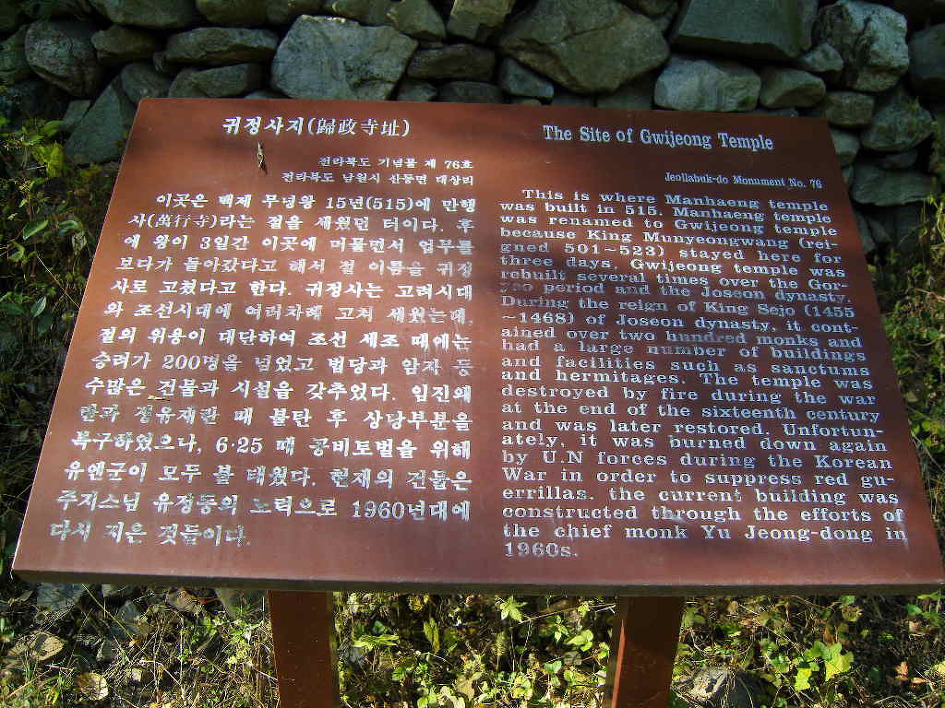 귀정사지(歸政寺址)
전라북도 기념물 제 76호
전라북도 남원시 산동면 대상리
이곳은 백제 무녕왕 15년(515)에 만행
사(萬行寺)라는 절을 세웠던 터이다. 후
에 왕이 3일간 이곳에 머물면서 업무를
보다가 돌아갔다고 해서 절 이름을 귀정
사로 고쳤다고 한다. 귀정사는 고려시대
와 조선시대에 여러차례 고쳐 세웠는데,
절의 위용이 대단하여 조선 세조 때에는
승려가 200명을 넘었고 법당과 암자 등
수많은 건물과 시설을 갖추었다. 임진왜
란과 정유재란 때 불탄 후 상당부분을
복구하였으나, 6·25 때 공비토벌을 위해
유엔군이 모두 불 태웠다. 현재의 건물은
주지스님 유정동의 노력으로 1960년대에
다시 지은 것들이다.
The Site of Gwijeong Temple
Jeollabuk-do Monument No. 76
This is where Manhaeng temple
was built in 515. Manhaeng temple
was renamed to Gwijeong temple
because King Munyeongwang (rei-
gned 501~523) stayed here for
three days. Gwijeong temple was
rebuilt several times over the Gor-
yeo period and the Joseon dynasty.
During the reign of King Sejo (1455
~1468) of Joseon dynasty, it cont-
ained over two hundred monks and
had a large number of buildings
and facilities such as sanctums
and hermitages. The temple was
destroyed by fire during the war
at the end of the sixteenth century
and was later restored. Unfortun-
ately, it was burned down again
by U.N forces during the Korean
War in order to suppress red gu-
errillas. the current building was
constructed through the efforts of
the chief monk Yu Jeong-dong in
1960s.